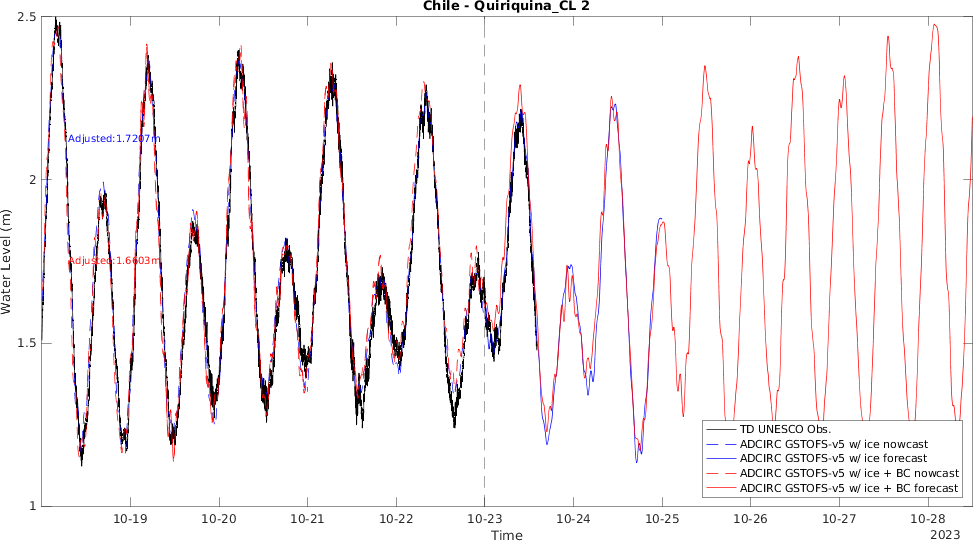 Chile - Quiriquina_CL 2
2.5
2
1.5
1
Water Level (m)
Adjusted:1.7207m
Adjusted:1.6603m
TD UNESCO Obs.
ADCIRC GSTOFS-v5 w/ ice nowcast
ADCIRC GSTOFS-v5 w/ ice forecast
ADCIRC GSTOFS-v5 w/ ice + BC nowcast
ADCIRC GSTOFS-v5 w/ ice + BC forecast
10-19 10-20 10-21 10-22 10-23 10-24 10-25 10-26 10-27 10-28
2023
Time